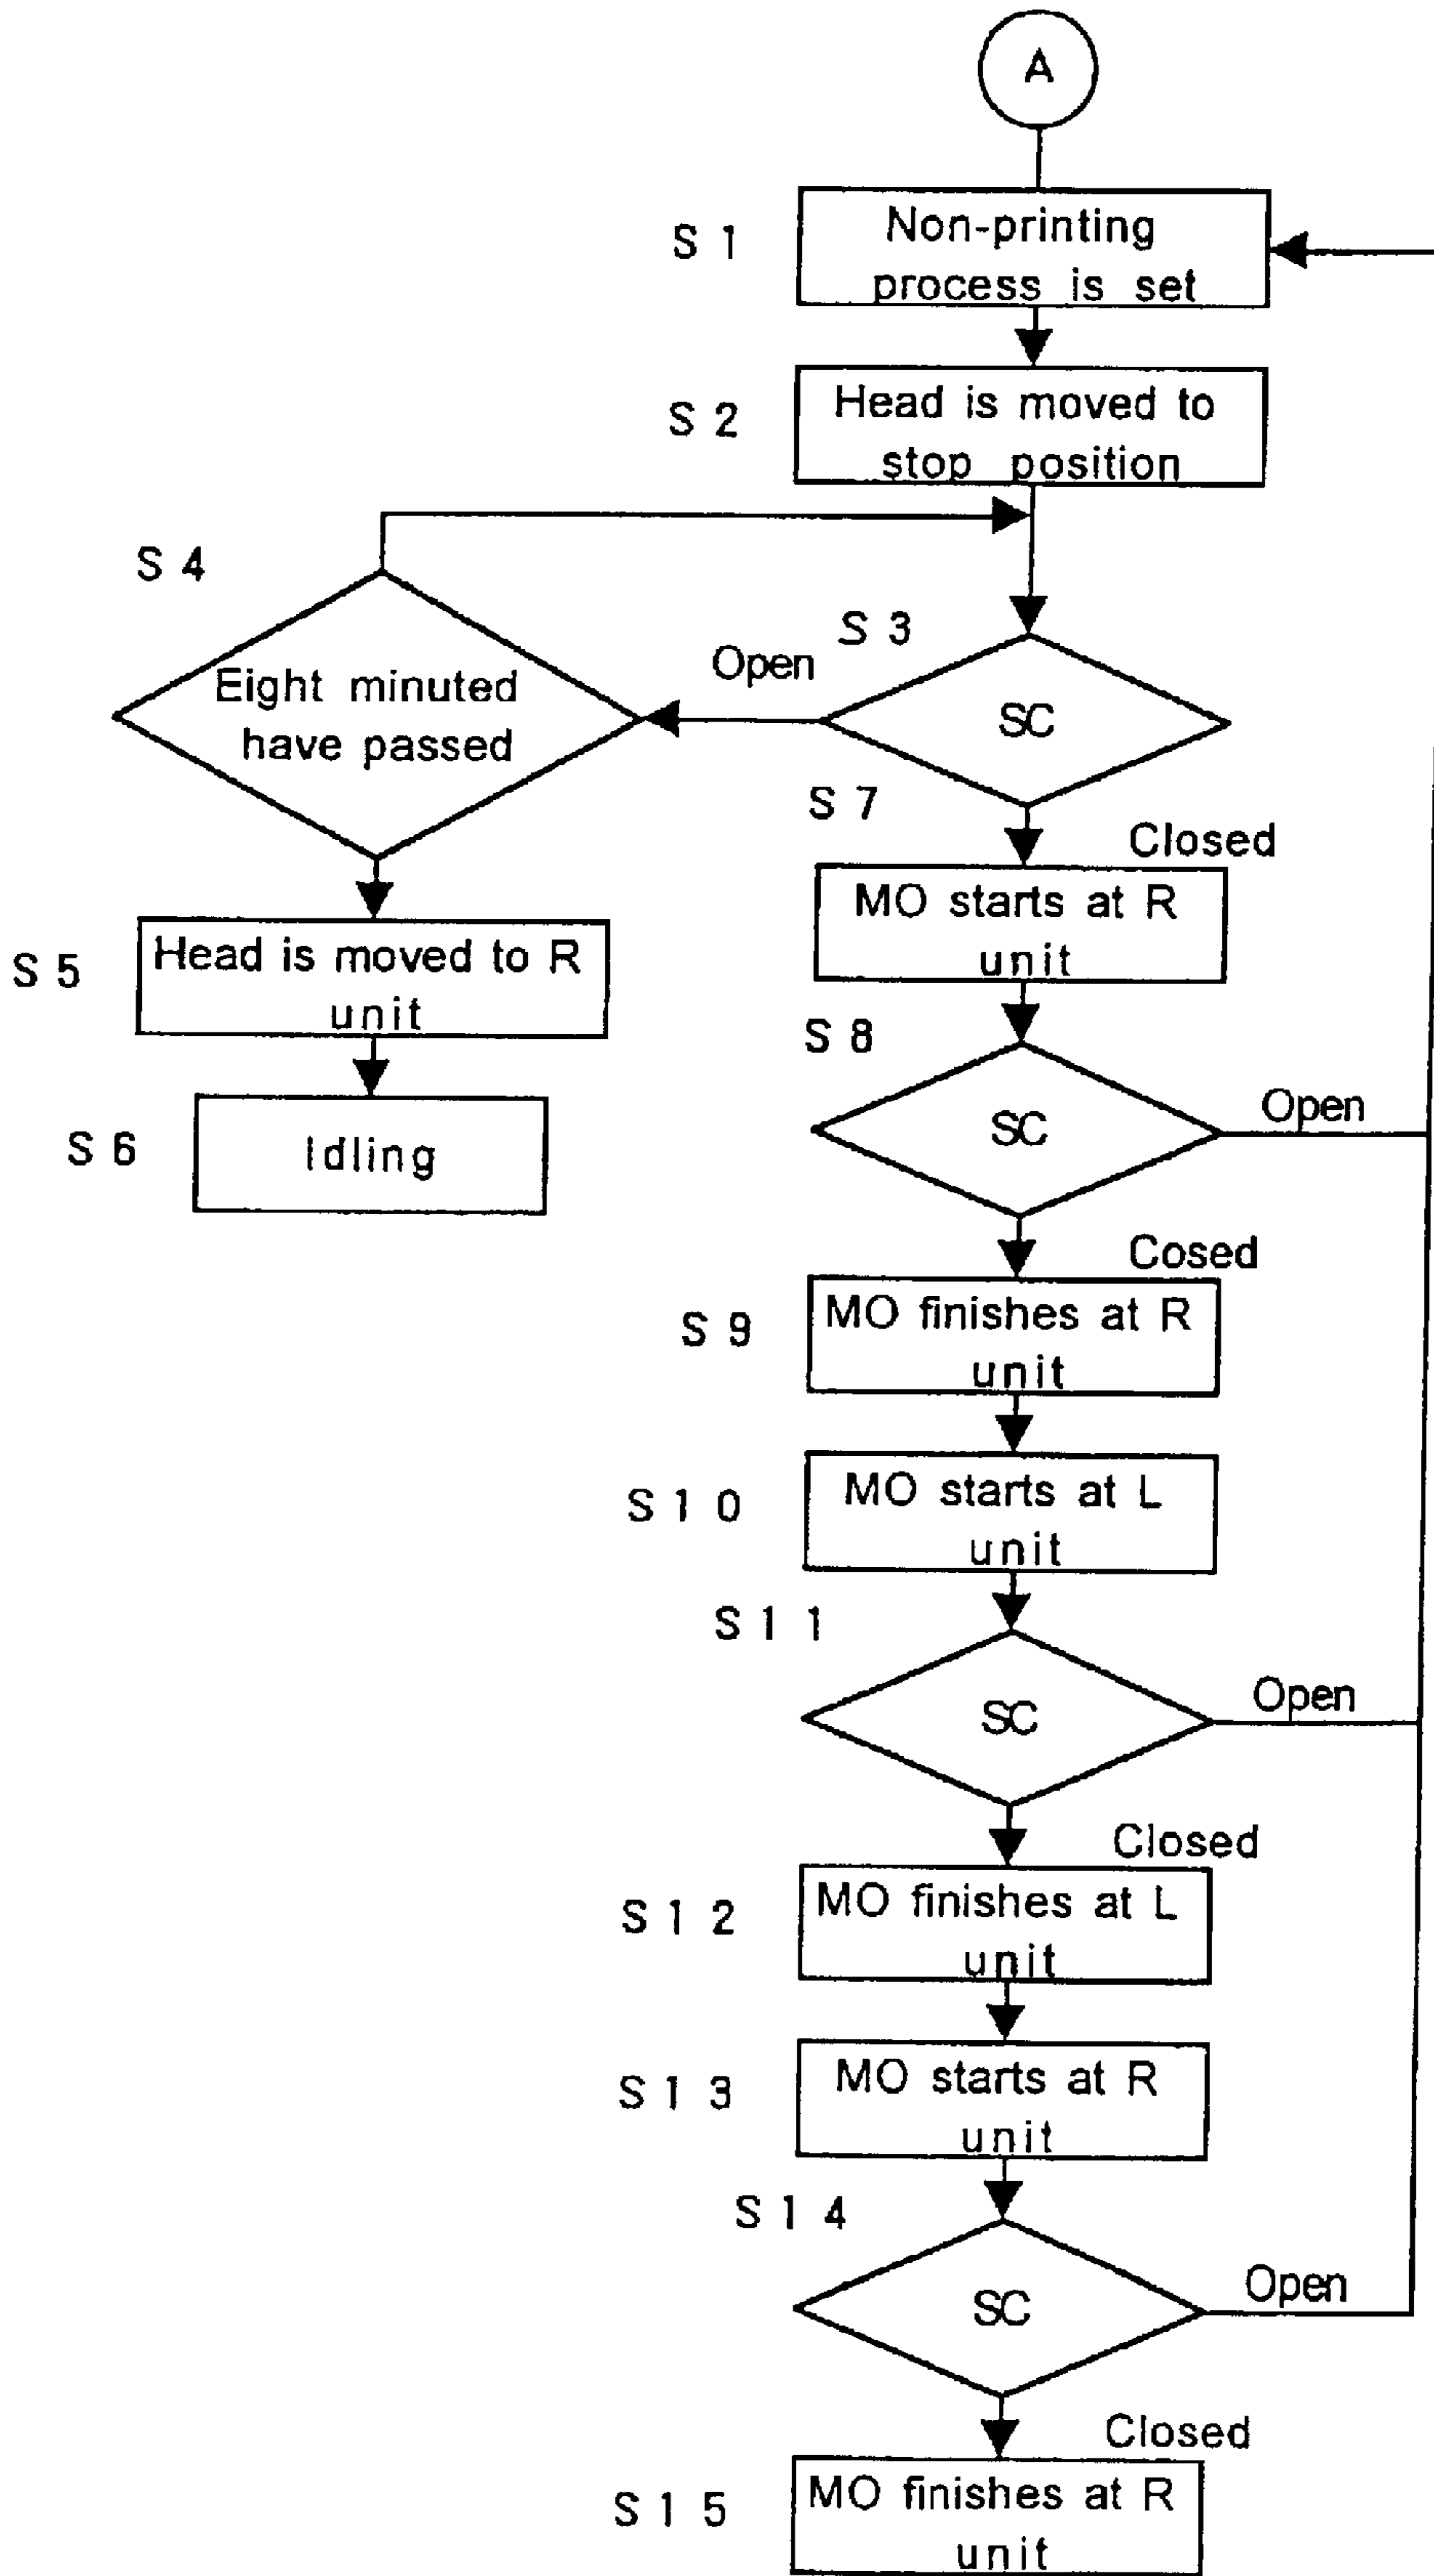 A
S 1
Non-printing
process is set
S 2
Head is moved to
stop position
S 4
Eight minuted
have passed
S 3
Open
SC
S 7
Closed
MO starts at R
unit
S 5
Head is moved to R
unit
S 6
Idling
S 8
SC
Open
Cosed
S 9
MO finishes at R
unit
S 1 0
MO starts at L
unit
S 1 1
SC
Open
Closed
S 1 2
MO finishes at L
unit
S 1 3
MO starts at R
unit
S 1 4
SC
Open
Closed
S 1 5
MO finishes at R
unit